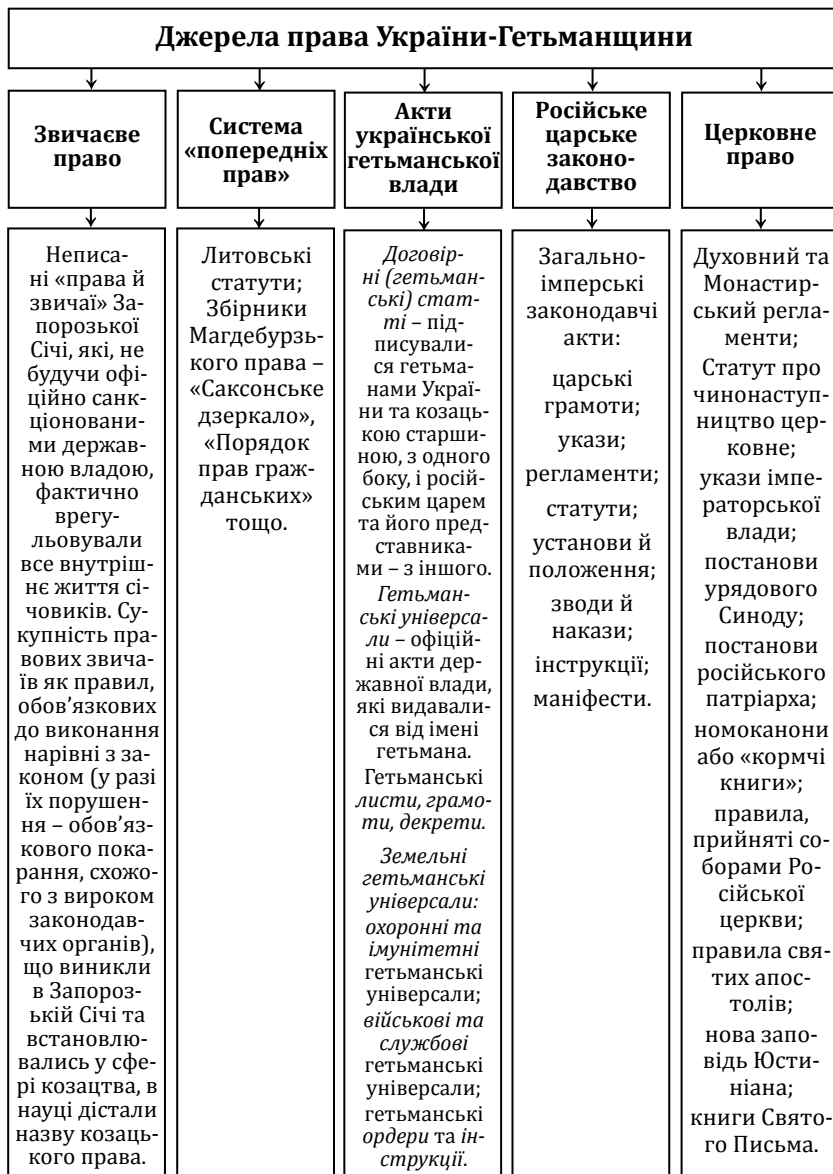 Джерела права України-Гетьманщини
Звичаєве
право
Система
«попередніх
прав»
Акти
української
гетьманської
влади
Російське
царське
законо-
давство
Церковне
право
Неписа-
ні «права й
звичаї» За-
порозької
Січі, які, не
будучи офі-
ційно санк-
ціоновани-
ми держав-
ною владою,
фактично
врегу-
льовували
все внутріш-
нє життя сі-
човиків. Су-
купність пра-
вових звича-
їв як правил,
обов’язкових
до виконання
нарівні з за-
коном (у разі
їх порушен-
ня – обов’яз-
кового пока-
рання, схо­жого з вироком
законодав-
чих органів),
що виникли
в Запороз-
ькій Січі та
встановлю-
вались у сфе-
рі козацтва, в
науці дістали
назву козаць-
кого права.
Литовські
статути;
Збірники
Магдебурзь-
кого права –
«Саксонське
дзеркало»,
«Порядок
прав граж-
данських»
тощо.
Договір-
ні (гетьман-
ські) стат-
ті – під-
писували-
ся гетьма-
нами Украї-
ни та козаць-
кою старши-
ною, з одного
боку, і росій-
ським царем
та його пред-
ставника-
ми – з іншого.
Гетьман-
ські універса-
ли – офіцій-
ні акти дер-
жавної влади,
які видавали-
ся від імені
гетьмана.
Гетьманські
листи, грамо-
ти, декрети.
Земельні
гетьманські
універсали:
охоронні та
імунітетні
гетьманські
універсали;
військові та
службові
гетьманські
універсали;
гетьманські
ордери та ін-
струкції.
Загально-
імперські
законодавчі
акти:
царські
грамоти;
укази;
регламенти;
статути;
установи й
положення;
зводи й
накази;
інструкції;
маніфести.
Духовний та
Монастир-
ський регла-
менти;
Статут про
чинонаступ-
ництво цер-
ковне;
укази імпе-
раторської
влади;
постанови
урядового
Синоду;
постанови
російського
патріарха;
номоканони
або «кормчі
книги»;
правила,
прийняті со-
борами Ро-
сійської
церкви;
правила свя-
тих апос-
толів;
нова запо-
відь Юсти-
ніана;
книги Свято-
го Письма.